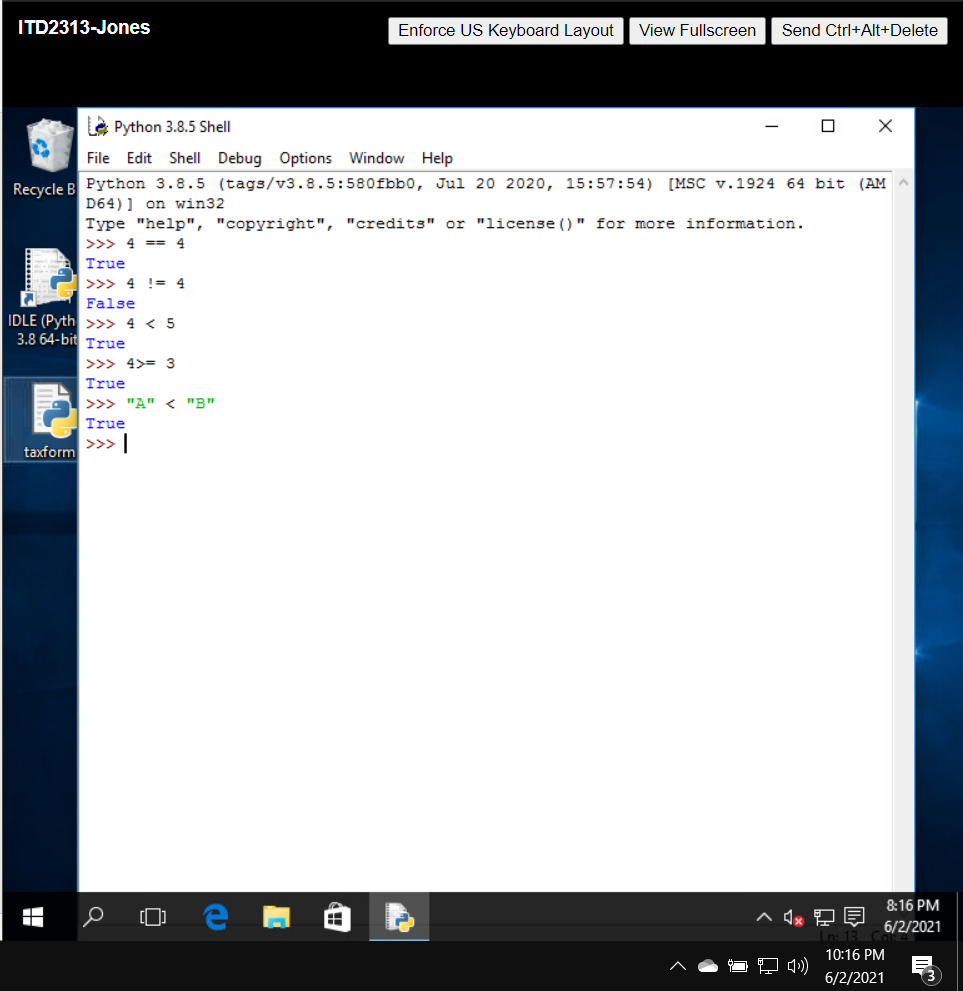 ITD2313-Jones
Enforce US Keyboard Layout
View Fullscreen
Send Ctrl+Alt+Delete
Recycle B
IDLE (Pyth
3.8 64-bit
taxform
Python 3.8.5 Shell
File Edit Shell Debug Options Window Help
Python 3.8.5 (tags/v3.8.5:580fbb0, Jul 20 2020, 15:57:54) [MSC v.1924 64 bit (AM
D64)] on win32
Type "help", "copyright", "credits" or "license()" for more information.
>>> 4 == 4
True
>>> 4 != 4
False
>>> 4 < 5
True
>>> 4>= 3
True
>>> "A" < "B"
True
>>>
8:16 PM
6/2/2021
Ln: 13 Col: 4
10:16 PM
6/2/2021
3